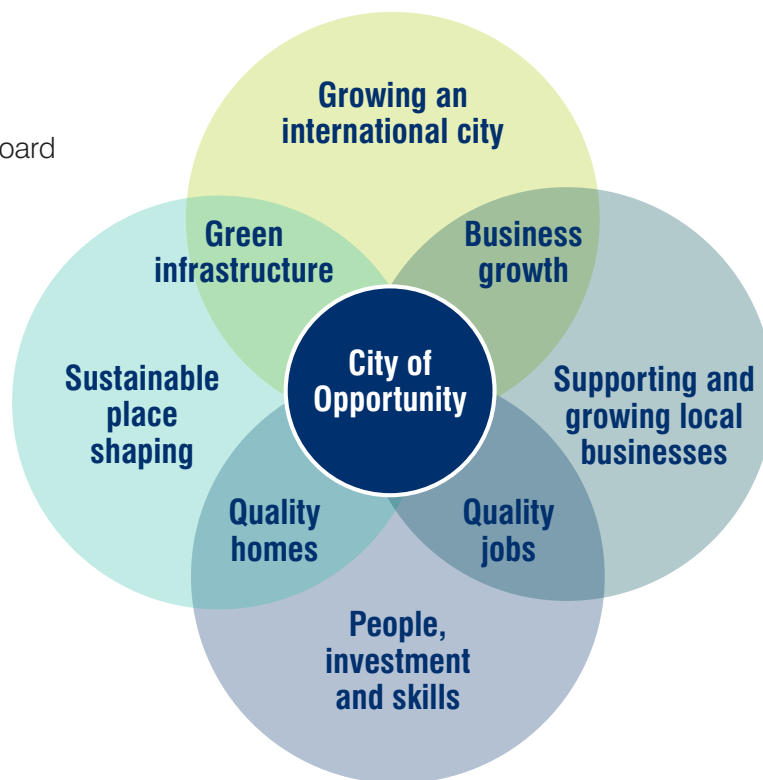 Growing an
international city
oard
Green
infrastructure
Business
growth
City of
Opportunity
Sustainable
place
shaping
Supporting and
growing local
businesses
Quality
homes
Quality
jobs
People,
investment
and skills